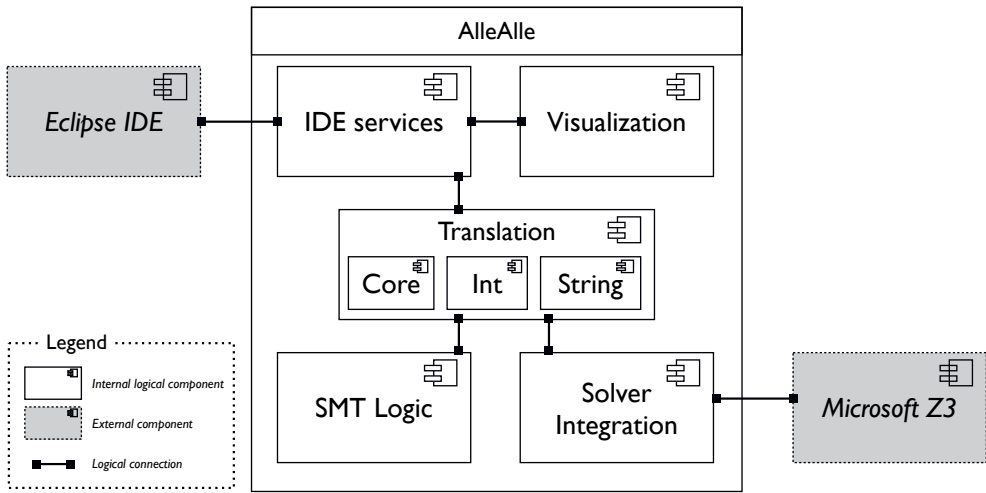 AlleAlle
Eclipse IDE
IDE services
Visualization
Translation
Core
Int
String
SMT Logic
Solver
Integration
Microsoft Z3
Legend
Internal logical component
External component
Logical connection